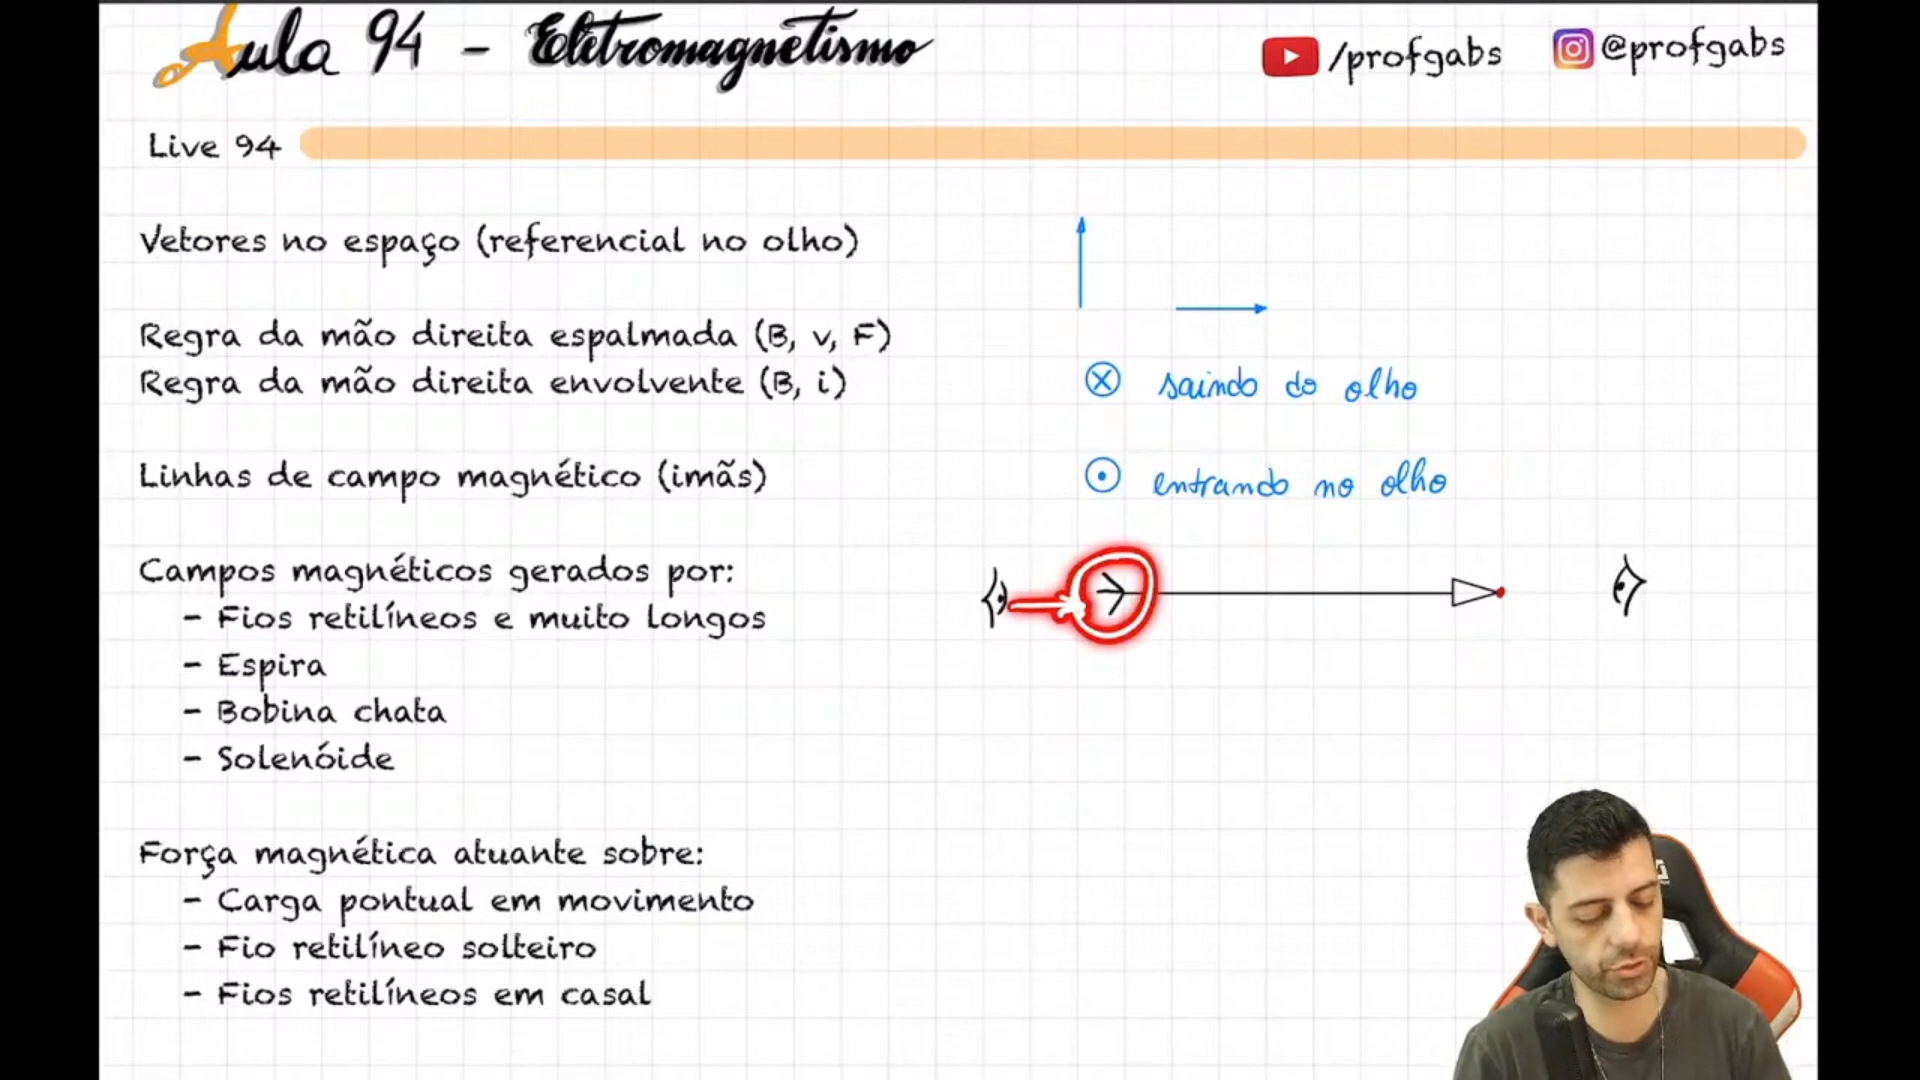 Aula 94 - Eletromagnetismo
/profgabs
@profgabs
Live 94
Vetores no espaço (referencial no olho)
Regra da mão direita espalmada (B, v, F)
Regra da mão direita envolvente (B, i)
saindo do olho
Linhas de campo magnético (imãs)
entrando no olho
Campos magnéticos gerados por:
- Fios retilíneos e muito longos
- Espira
- Bobina chata
- Solenóide
Força magnética atuante sobre:
- Carga pontual em movimento
- Fio retilíneo solteiro
- Fios retilíneos em casal